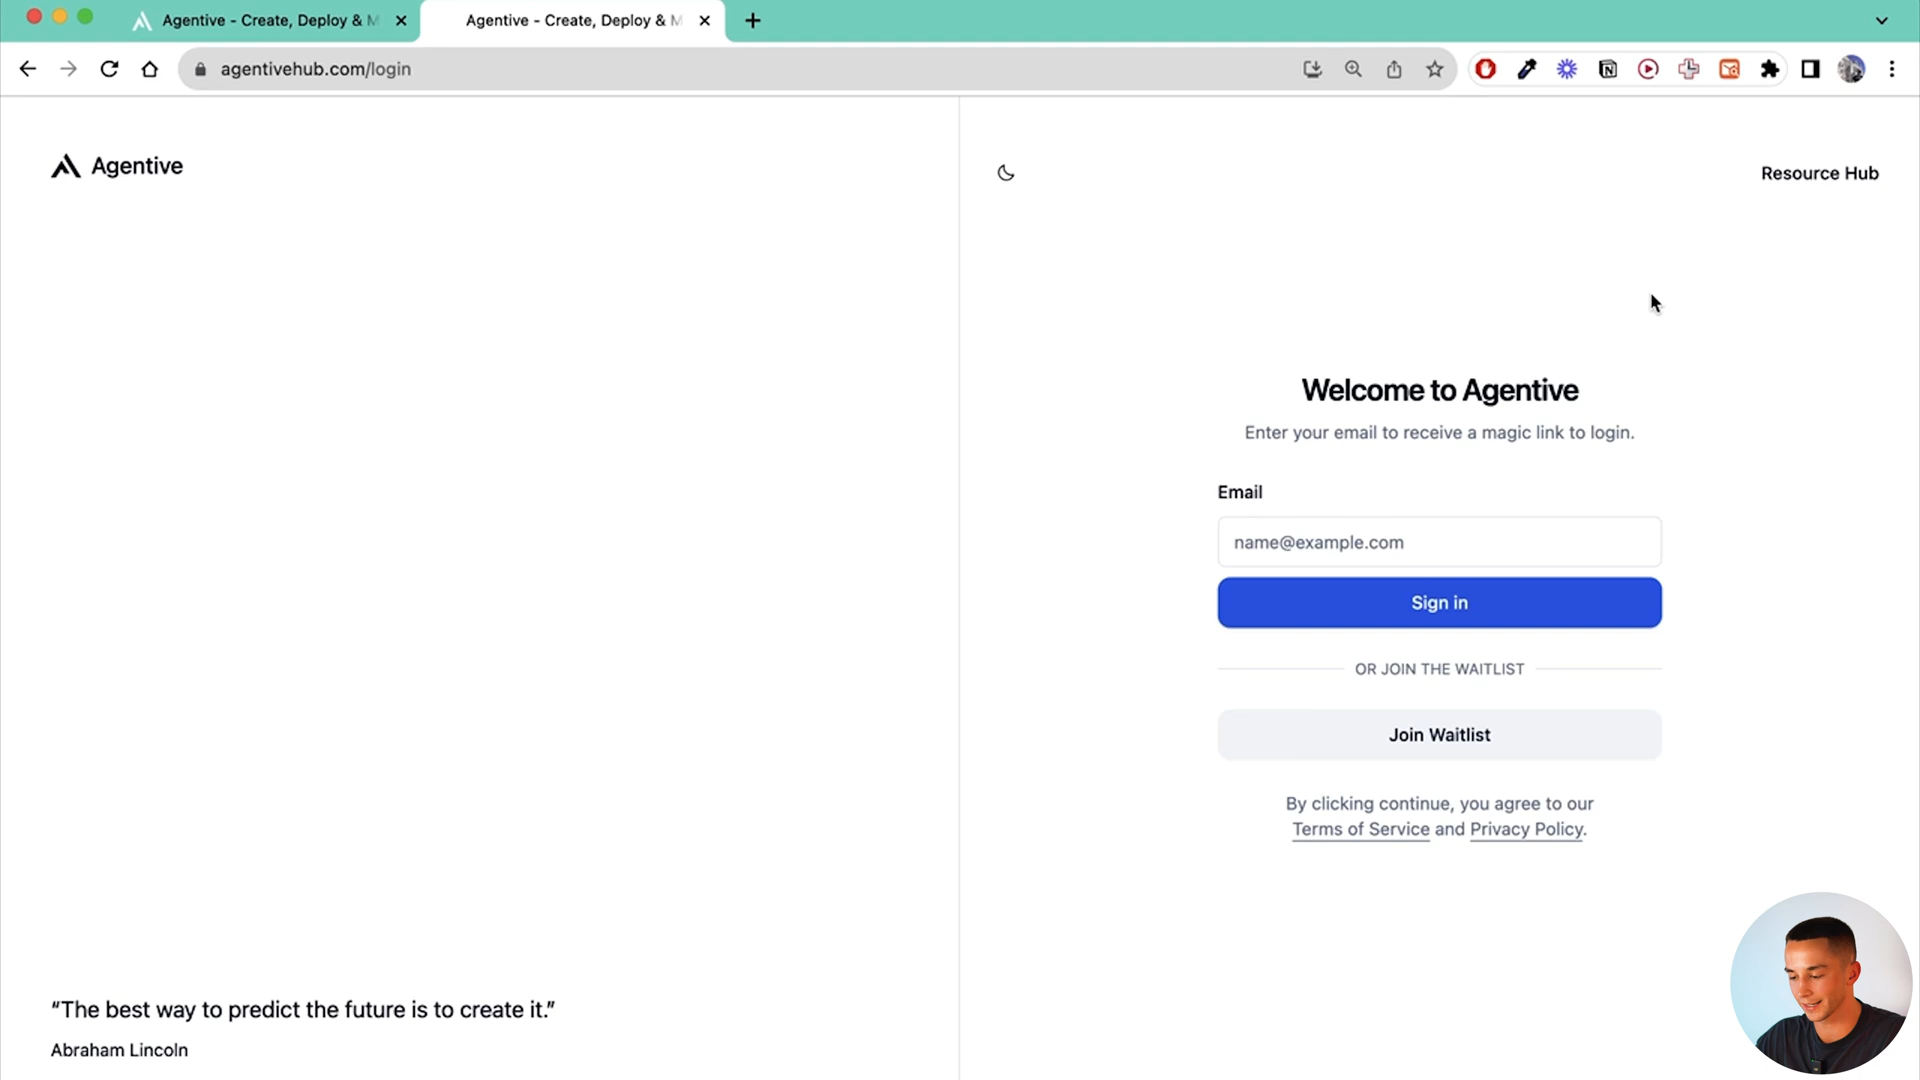 Agentive - Create, Deploy & M
Agentive - Create, Deploy & M
agentivehub.com/login
Agentive
Resource Hub
Welcome to Agentive
Enter your email to receive a magic link to login.
Email
name@example.com
Sign in
OR JOIN THE WAITLIST
Join Waitlist
By clicking continue, you agree to our
Terms of Service and Privacy Policy.
“The best way to predict the future is to create it.”
Abraham Lincoln